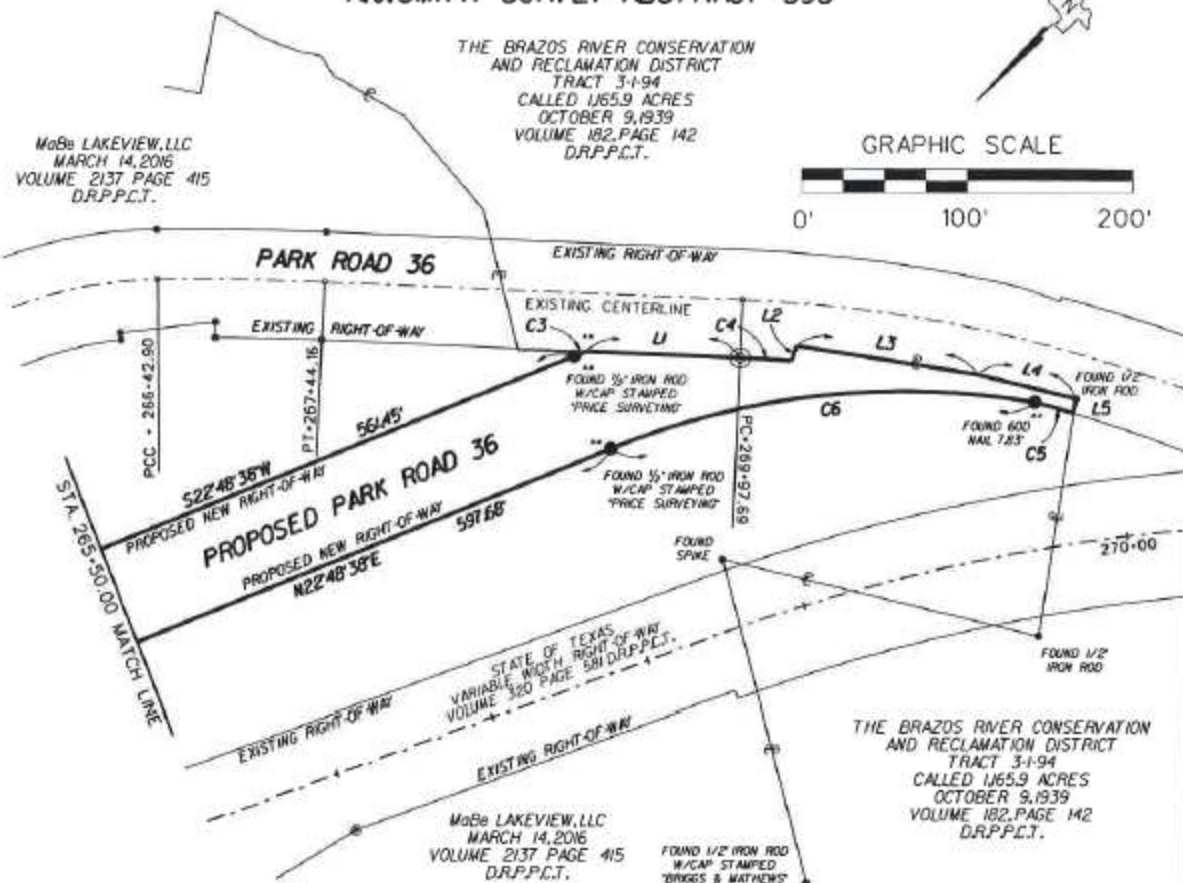 THE BRAZOS RIVER CONSERVATION
AND RECLAMATION DISTRICT
TRACT 3-1-94
CALLED 1,165.9 ACRES
OCTOBER 9,1939
VOLUME 182,PAGE 142
D.R.P.P.C.T.
N
MaBe LAKEVIEW,LLC
MARCH 14,2016
VOLUME 2137 PAGE 415
D.R.P.P.C.T.
GRAPHIC SCALE
0' 100' 200'
PARK ROAD 36
EXISTING RIGHT-OF-WAY
EXISTING CENTERLINE
EXISTING RIGHT-OF-WAY
C3
L1
C4
L2
L3
L4
L5
FOUND 1/2"
IRON ROD
FOUND 60D
NAIL 7.83'
C5
C6
FOUND 1/2" IRON ROD
W/CAP STAMPED
"PRICE SURVEYING"
FOUND 1/2" IRON ROD
W/CAP STAMPED
"PRICE SURVEYING"
PCC - 266+42.90
PT-267+44.16
PC-269+97.69
561.45'
S22°48'38"W
PROPOSED NEW RIGHT-OF-WAY
PROPOSED PARK ROAD 36
PROPOSED NEW RIGHT-OF-WAY
597.68'
N22°48'38"E
STA. 265+50.00 MATCH LINE
FOUND
SPIKE
270+00
FOUND 1/2"
IRON ROD
STATE OF TEXAS
VARIABLE WIDTH RIGHT-OF-WAY
VOLUME 320 PAGE 581 D.R.P.P.C.T.
EXISTING RIGHT-OF-WAY
EXISTING RIGHT-OF-WAY
MaBe LAKEVIEW,LLC
MARCH 14,2016
VOLUME 2137 PAGE 415
D.R.P.P.C.T.
FOUND 1/2" IRON ROD
W/CAP STAMPED
"BRIGGS & MATHEWS"
THE BRAZOS RIVER CONSERVATION
AND RECLAMATION DISTRICT
TRACT 3-1-94
CALLED 1,165.9 ACRES
OCTOBER 9,1939
VOLUME 182,PAGE 142
D.R.P.P.C.T.